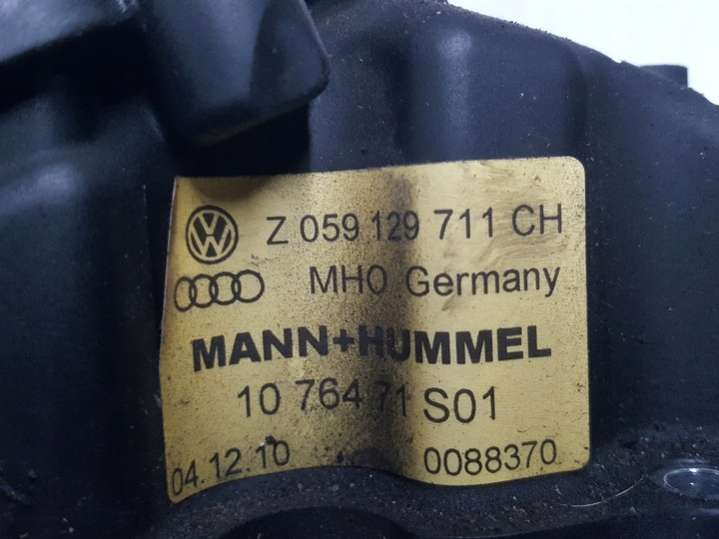 Z 059 129 711 CH
MHO Germany
MANN+HUMMEL
10 764 71 S01
04.12.10 0088370